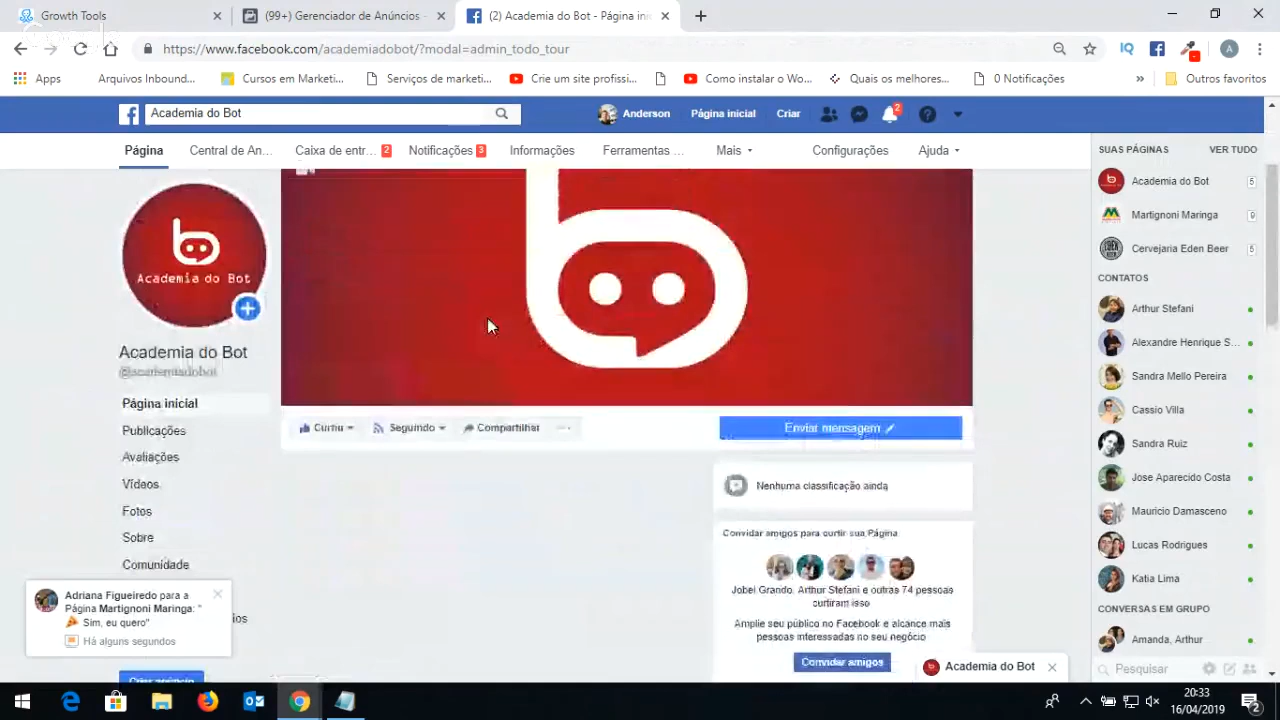 Growth Tools
(99+) Gerenciador de Anúncios -
(2) Academia do Bot - Página ini
https://www.facebook.com/academiadobot/?modal=admin_todo_tour
Apps
Arquivos Inbound...
Cursos em Marketi...
Serviços de marketi...
Crie um site profissi...
Como instalar o Wo...
Quais os melhores...
0 Notificações
»
Outros favoritos
Academia do Bot
Anderson
Página inicial
Criar
2
Página
Central de An...
Caixa de entr... 2
Notificações 3
Informações
Ferramentas ...
Mais
Configurações
Ajuda
b
Academia do Bot
Academia do Bot
@academiadobot
Página inicial
Publicações
Avaliações
Vídeos
Fotos
Sobre
Comunidade
Adriana Figueiredo para a
Página Martignoni Maringa: "
Sim, eu quero"
Há alguns segundos
Criar anúncio
b
Curtiu
Seguindo
Compartilhar
...
Enviar mensagem
Nenhuma classificação ainda
Convidar amigos para curtir sua Página
Jobel Grando, Arthur Stefani e outras 74 pessoas
curtiram isso
Amplie seu público no Facebook e alcance mais
pessoas interessadas no seu negócio
Convidar amigos
SUAS PÁGINAS
VER TUDO
Academia do Bot 5
Martignoni Maringa 9
Cervejaria Eden Beer 5
CONTATOS
Arthur Stefani
Alexandre Henrique S...
Sandra Mello Pereira
Cassio Villa
Sandra Ruiz
Jose Aparecido Costa
Mauricio Damasceno
Lucas Rodrigues
Katia Lima
CONVERSAS EM GRUPO
Amanda, Arthur
Pesquisar
Academia do Bot
20:33
16/04/2019
2